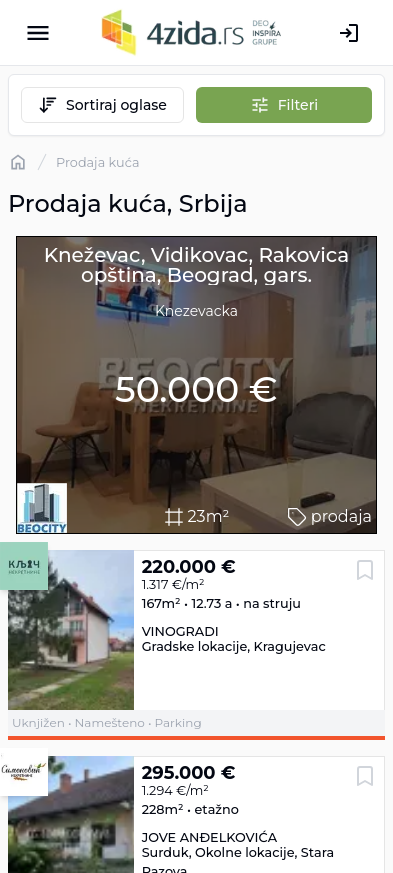 4zida.rs
DEO
INSPIRA
GRUPE
Sortiraj oglase
Filteri
Prodaja kuća
Prodaja kuća, Srbija
Kneževac, Vidikovac, Rakovica
opština, Beograd, gars.
Knezevacka
BEOCITY
NEKRETNINE
50.000 €
BEOCITY
23m²
prodaja
КЉУЧ
НЕКРЕТНИНЕ
220.000 €
1.317 €/m²
167m² • 12.73 a • na struju
VINOGRADI
Gradske lokacije, Kragujevac
Uknjižen • Namešteno • Parking
Симоновић
295.000 €
1.294 €/m²
228m² • etažno
JOVE ANĐELKOVIĆA
Surduk, Okolne lokacije, Stara
Pazova